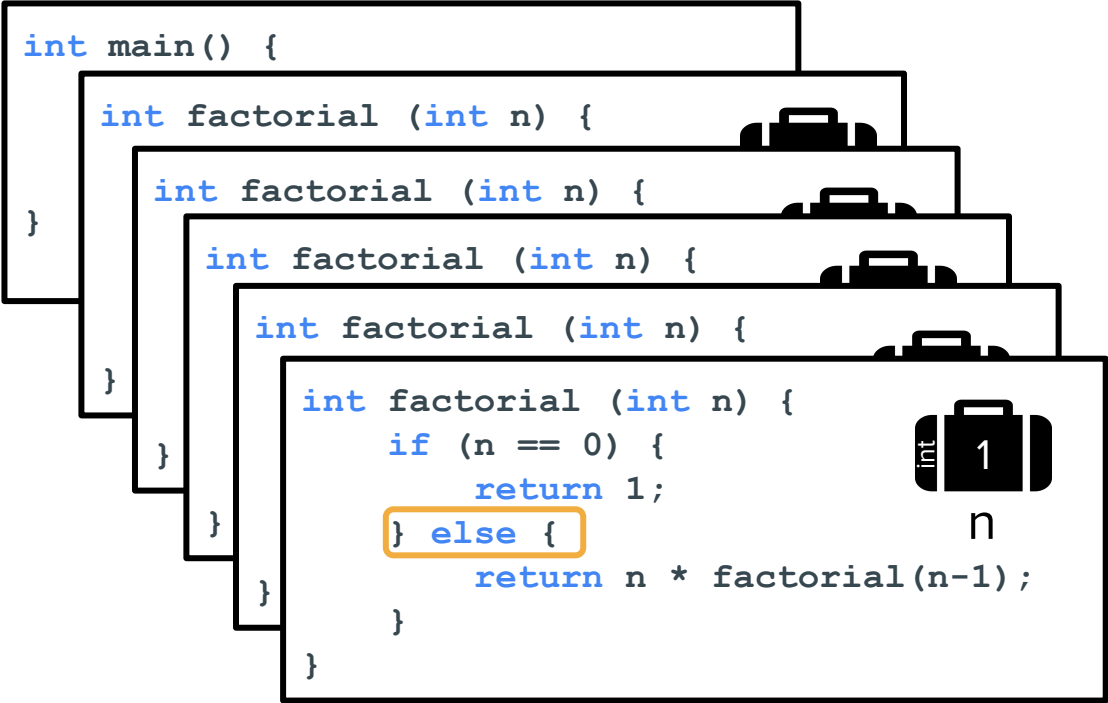 int main() {
int factorial (int n) {
int factorial (int n) {
}
int factorial (int n) {
int factorial (int n) {
}
int factorial (int n) {
if (n == 0) {
int 1
}
return 1;
n
}
} else {
}
return n * factorial(n-1);
}
}